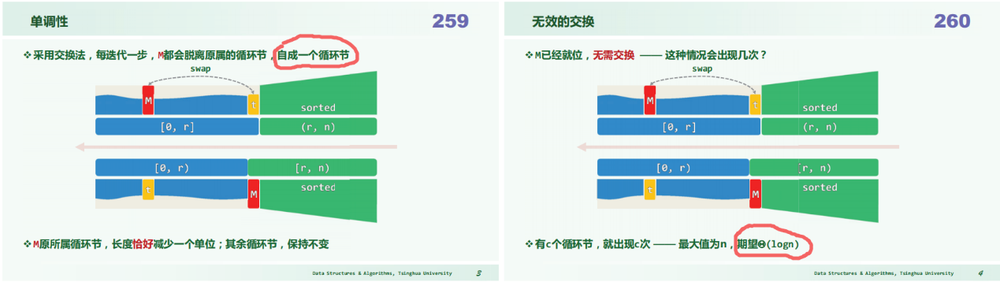 单调性
259
❖采用交换法，每迭代一步，M都会脱离原属的循环节，自成一个循环节
swap
M
t
sorted
[0, r]
(r, n)
[0, r)
[r, n)
t
M
sorted
❖M原所属循环节，长度恰好减少一个单位；其余循环节，保持不变
Data Structures & Algorithms, Tsinghua University
3
无效的交换
260
❖M已经就位，无需交换 —— 这种情况会出现几次？
swap
M
t
sorted
[0, r]
(r, n)
[0, r)
[r, n)
t
M
sorted
❖有c个循环节，就出现c次 —— 最大值为n，期望Θ(logn)
Data Structures & Algorithms, Tsinghua University
4